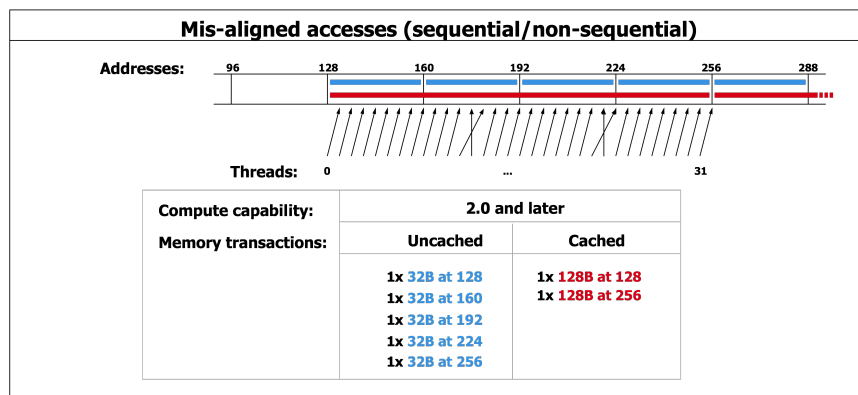 Mis-aligned accesses (sequential/non-sequential)
Addresses: 96 128 160 192 224 256 288
Threads: 0 ... 31
Compute capability: 2.0 and later
Memory transactions: Uncached Cached
1x 32B at 128 1x 128B at 128
1x 32B at 160 1x 128B at 256
1x 32B at 192
1x 32B at 224
1x 32B at 256